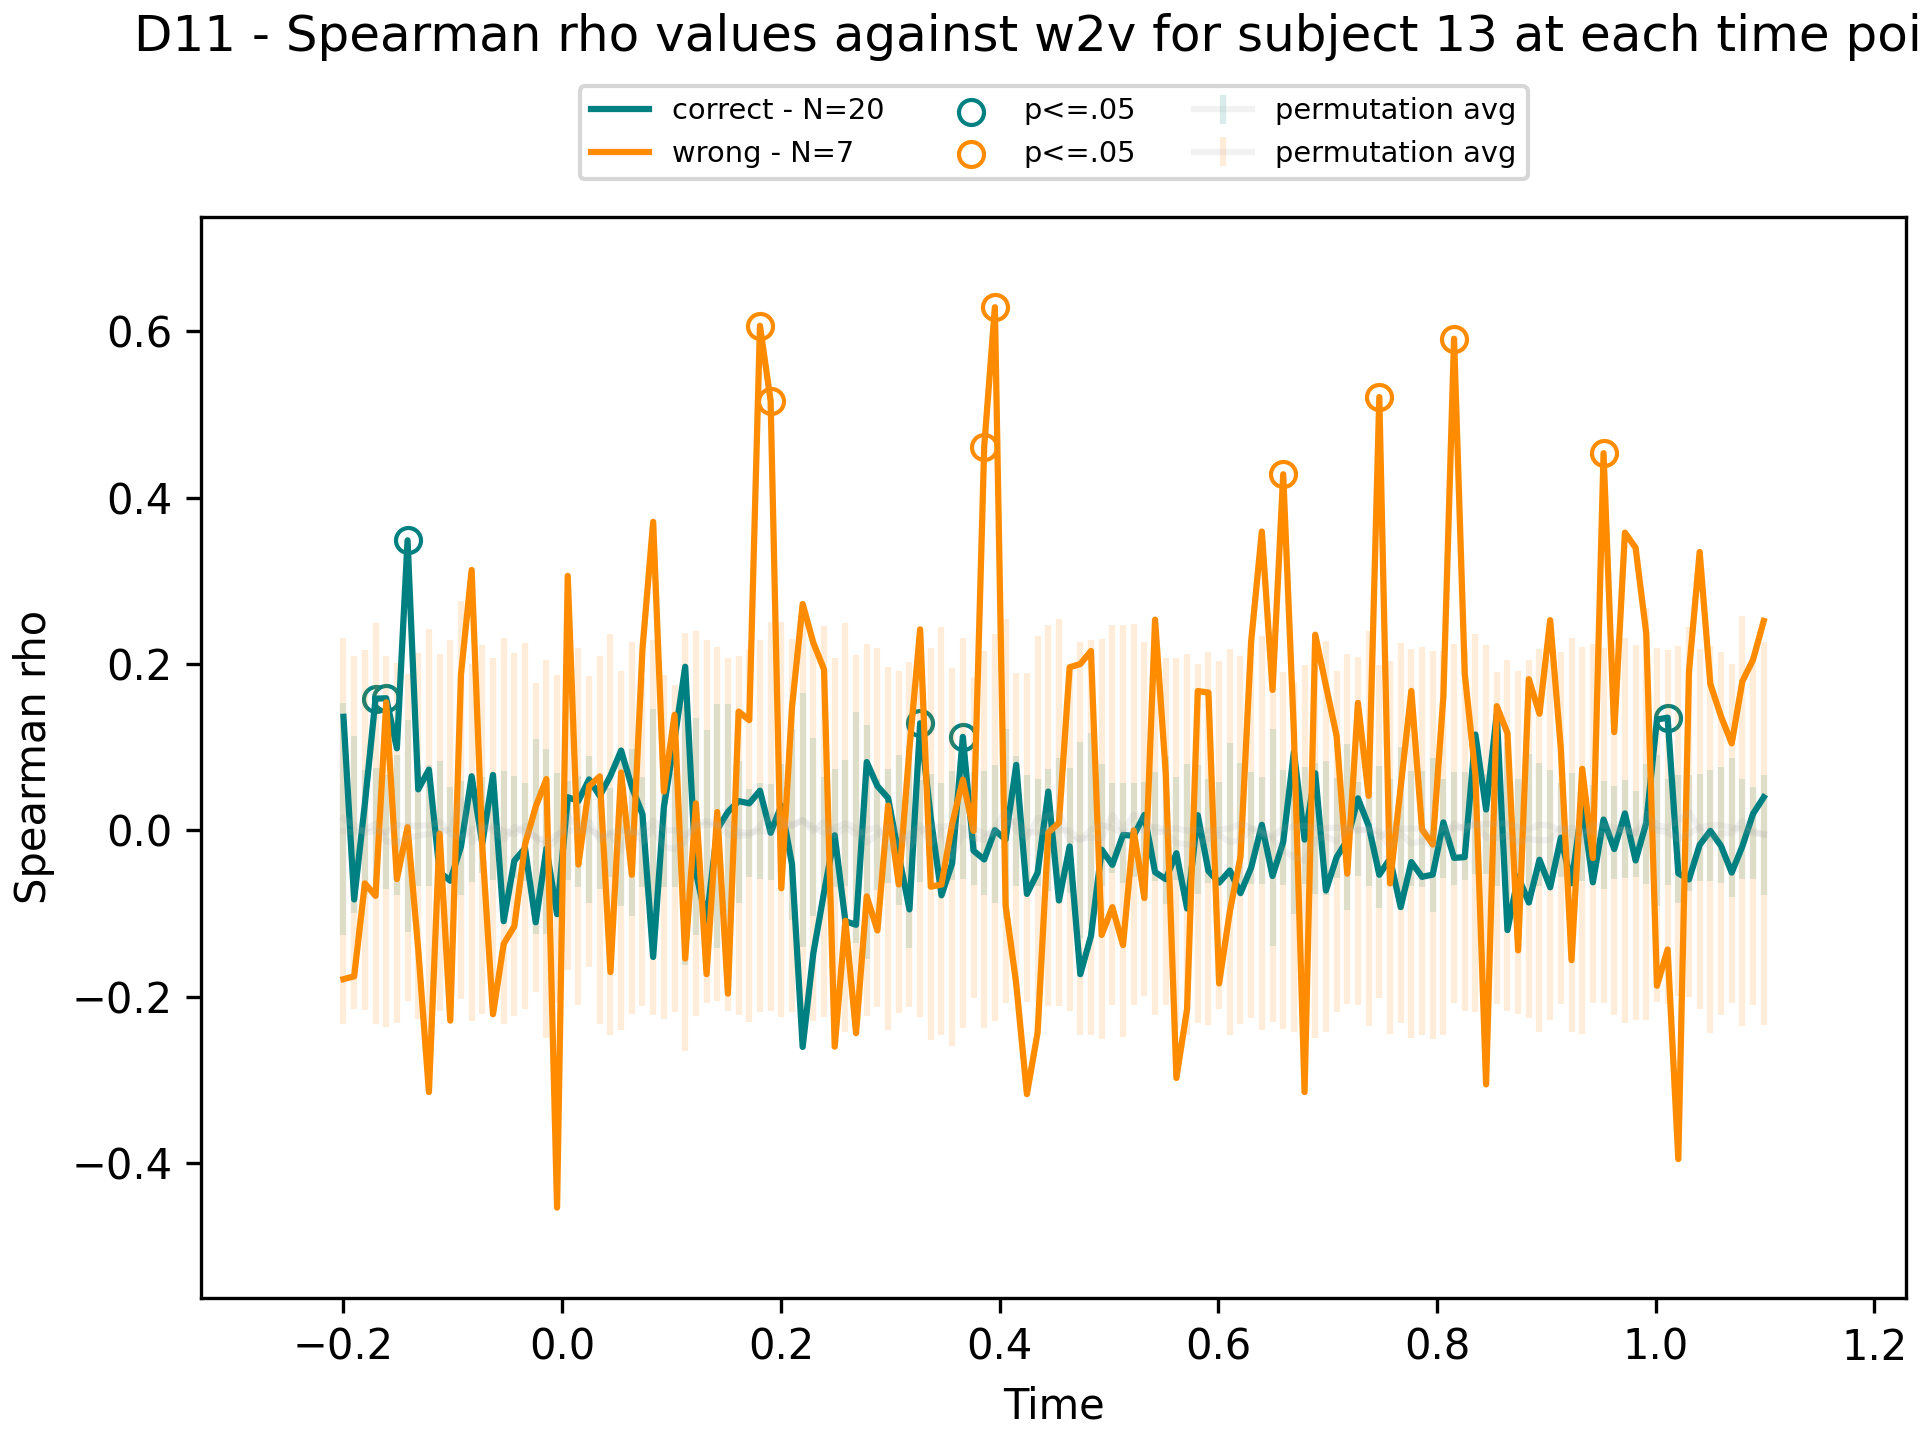 D11 - Spearman rho values against w2v for subject 13 at each time poi
correct - N=20
wrong - N=7
p<=.05
p<=.05
permutation avg
permutation avg
Spearman rho
0.6
0.4
0.2
0.0
−0.2
−0.4
−0.2
0.0
0.2
0.4
0.6
0.8
1.0
1.2
Time